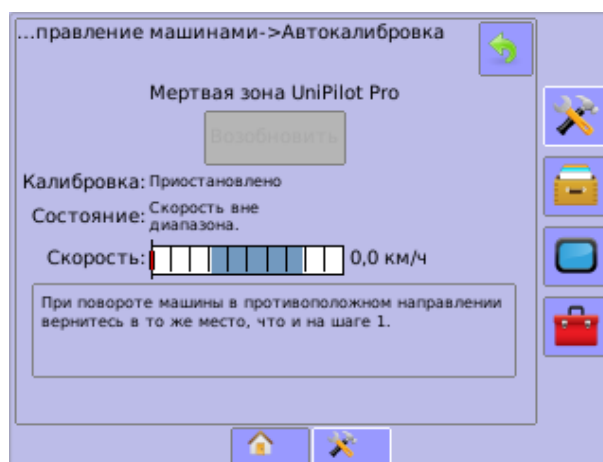 ...правление машинами->Автокалибровка
Мертвая зона UniPilot Pro
Возобновить
Калибровка: Приостановлено
Состояние: Скорость вне
диапазона.
Скорость: 0,0 км/ч
При повороте машины в противоположном направлении
вернитесь в то же место, что и на шаге 1.